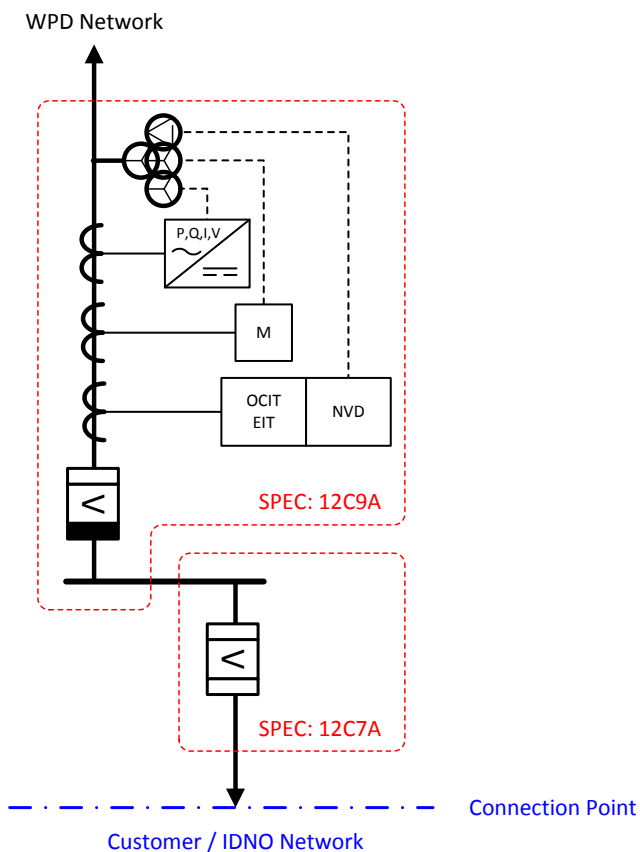 WPD Network
P,Q,I,V
M
OCIT
EIT
NVD
SPEC: 12C9A
V
V
SPEC: 12C7A
Connection Point
Customer / IDNO Network